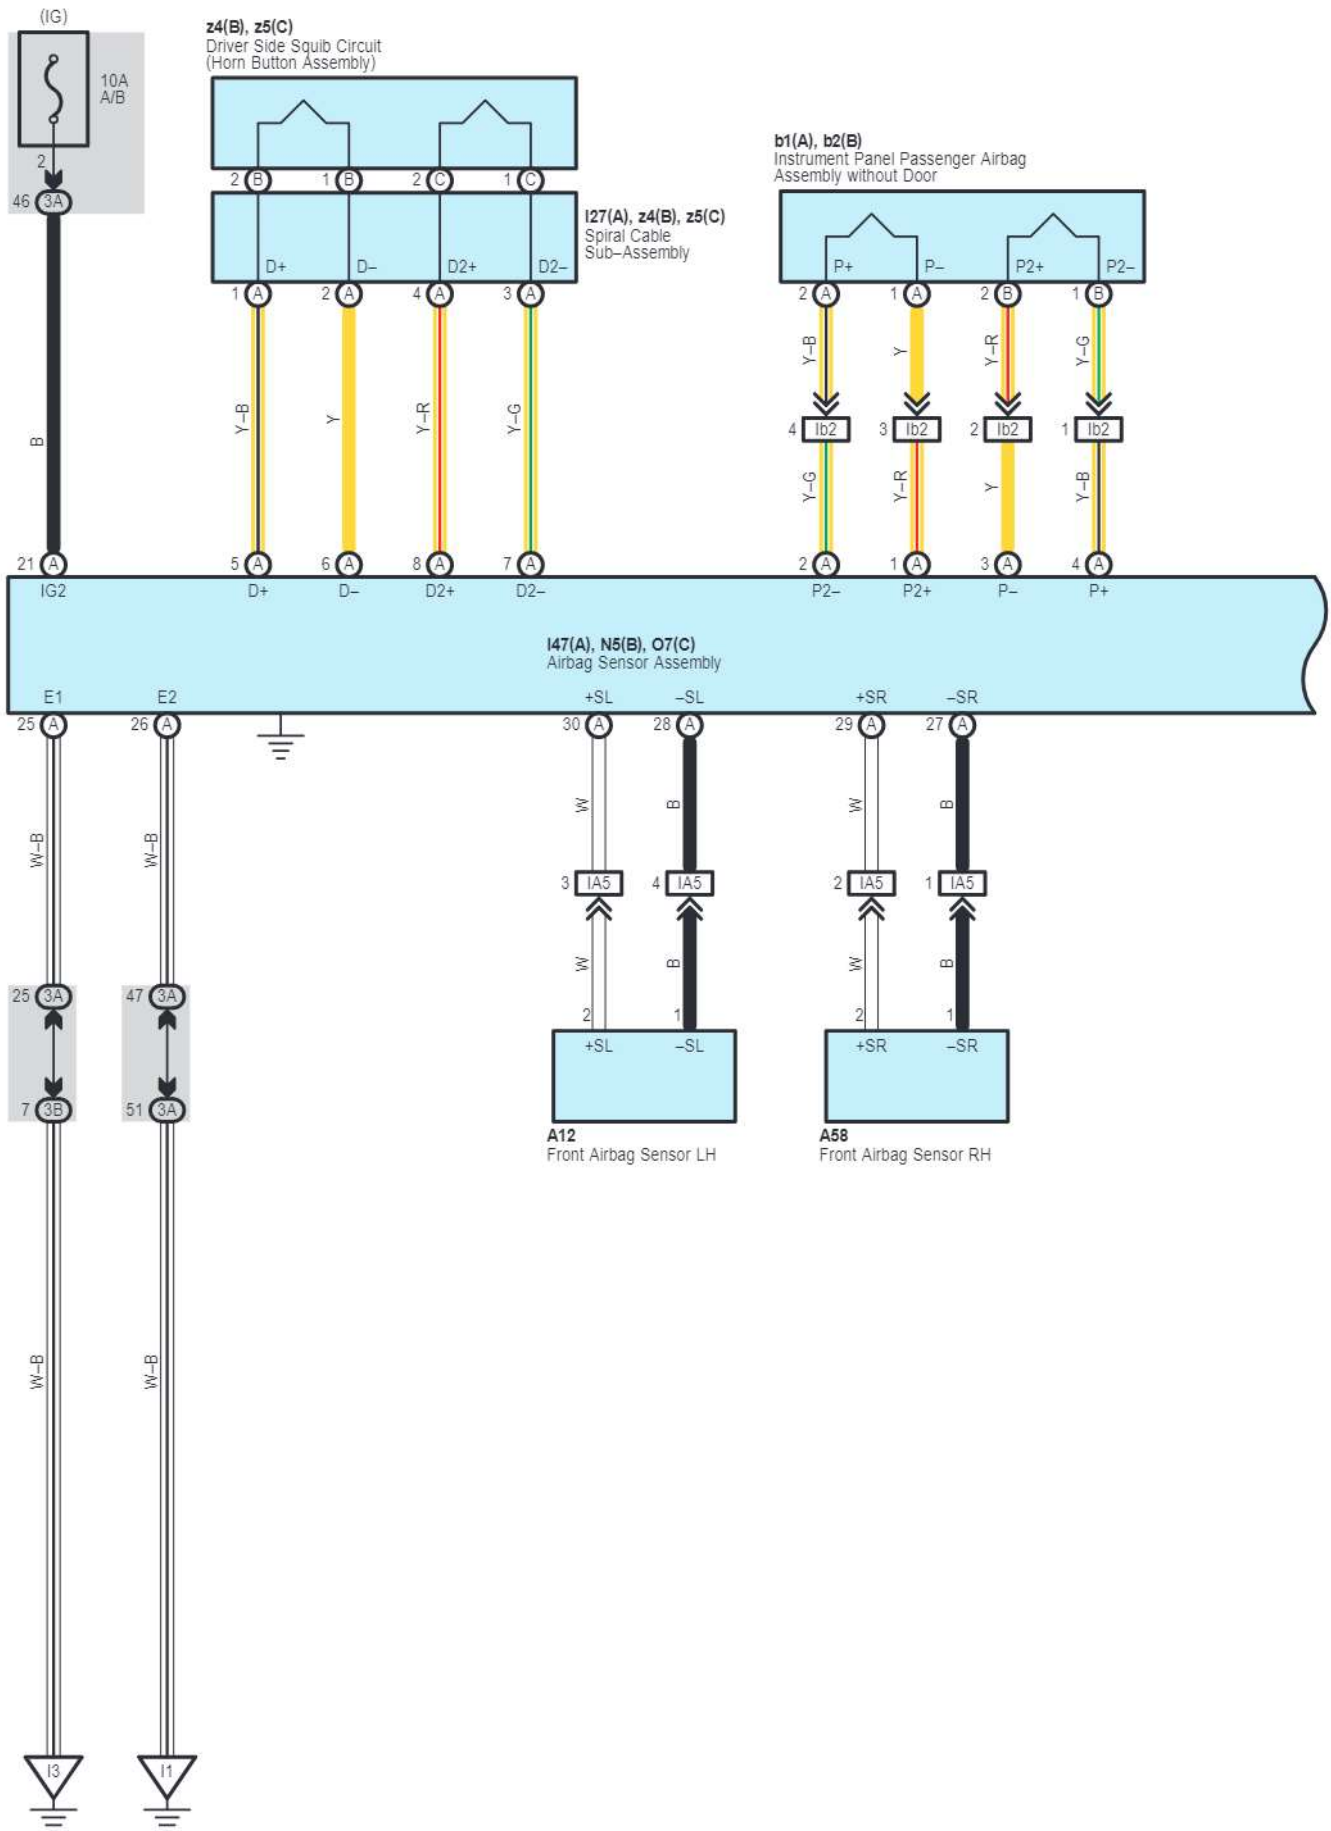 (IG)
10A
A/B
2
46 3A
z4(B), z5(C)
Driver Side Squib Circuit
(Horn Button Assembly)
2 B 1 B 2 C 1 C
I27(A), z4(B), z5(C)
Spiral Cable
Sub–Assembly
D+ D– D2+ D2–
1 A 2 A 4 A 3 A
b1(A), b2(B)
Instrument Panel Passenger Airbag
Assembly without Door
P+ P– P2+ P2–
2 A 1 A 2 B 1 B
Y–B Y Y–R Y–G
B
Y–B Y Y–R Y–G
4 Ib2 3 Ib2 2 Ib2 1 Ib2
Y–G Y–R Y Y–B
21 A 5 A 6 A 8 A 7 A 2 A 1 A 3 A 4 A
IG2 D+ D– D2+ D2– P2– P2+ P– P+
I47(A), N5(B), O7(C)
Airbag Sensor Assembly
E1 E2 +SL –SL +SR –SR
25 A 26 A 30 A 28 A 29 A 27 A
W–B W–B W B W B
3 IA5 4 IA5 2 IA5 1 IA5
W B W B
25 3A 47 3A
2 1 2 1
+SL –SL +SR –SR
7 3B 51 3A
A12
Front Airbag Sensor LH
A58
Front Airbag Sensor RH
W–B W–B
I3 I1